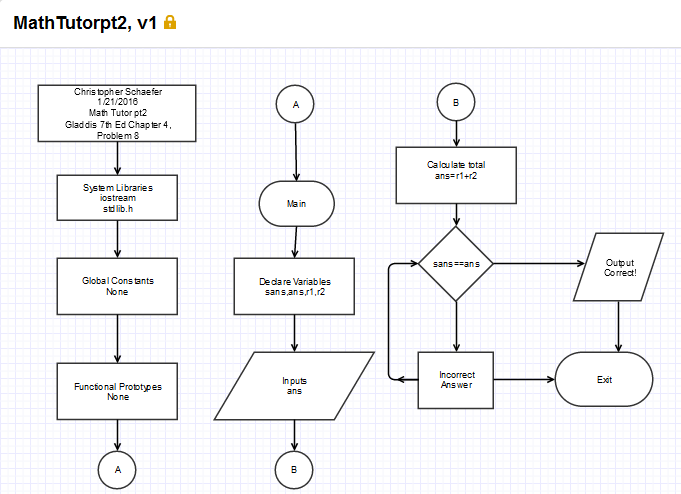 MathTutorpt2, v1
Christopher Schaefer
1/21/2016
Math Tutor pt2
Gladdis 7th Ed Chapter 4,
Problem 8
System Libraries
iostream
stdlib.h
Global Constants
None
Functional Prototypes
None
A
A
Main
Declare Variables
sans,ans,r1,r2
Inputs
ans
B
B
Calculate total
ans=r1+r2
sans==ans
Output
Correct!
Incorrect
Answer
Exit